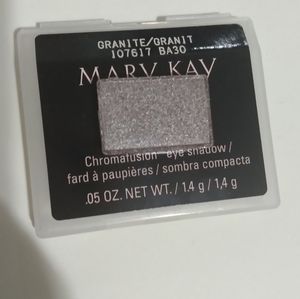 GRANITE/GRANIT
107617 BA30
MARY KAY
Chromafusion eye shadow /
fard à paupières / sombra compacta
.05 OZ. NET WT. / 1.4 g / 1,4 g